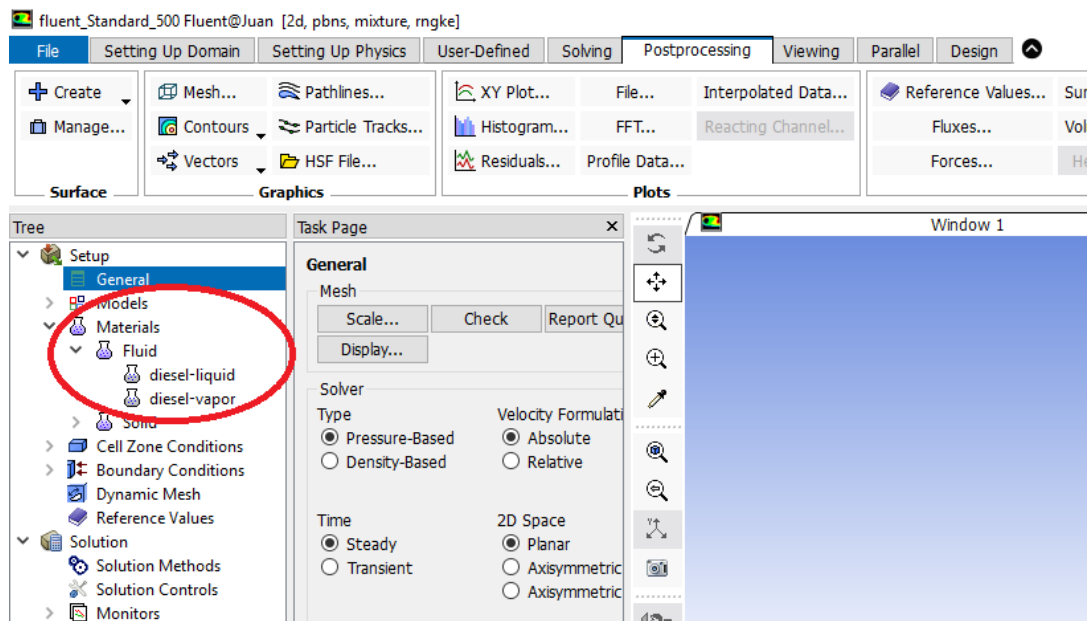 fluent_Standard_500 Fluent@Juan [2d, pbns, mixture, rngke]
File Setting Up Domain Setting Up Physics User-Defined Solving Postprocessing Viewing Parallel Design
Create Mesh... Pathlines... XY Plot... File... Interpolated Data... Reference Values... Sur
Manage... Contours Particle Tracks... Histogram... FFT... Reacting Channel... Fluxes... Vol
Vectors HSF File... Residuals... Profile Data... Forces... He
Surface Graphics Plots
Tree
Setup
General
Models
Materials
Fluid
diesel-liquid
diesel-vapor
Solid
Cell Zone Conditions
Boundary Conditions
Dynamic Mesh
Reference Values
Solution
Solution Methods
Solution Controls
Monitors
Task Page
General
Mesh
Scale... Check Report Qu
Display...
Solver
Type Velocity Formulati
Pressure-Based Absolute
Density-Based Relative
Time 2D Space
Steady Planar
Transient Axisymmetric
Axisymmetric
Window 1